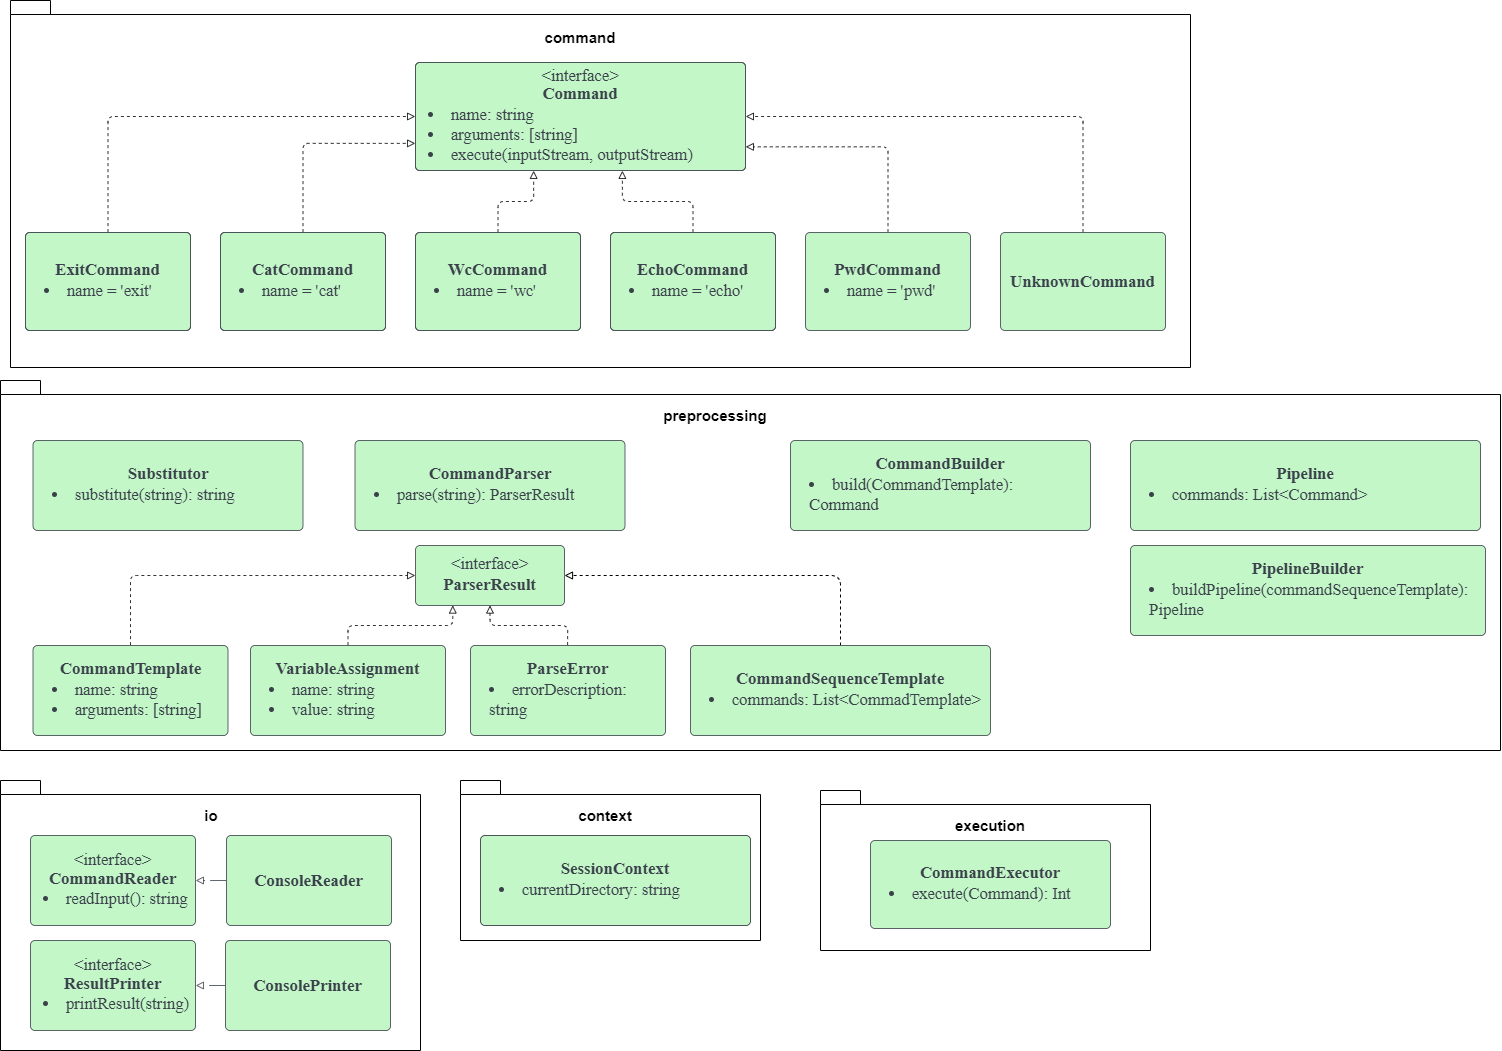 command
<interface>
Command
• name: string
• arguments: [string]
• execute(inputStream, outputStream)
ExitCommand
• name = 'exit'
CatCommand
• name = 'cat'
WcCommand
• name = 'wc'
EchoCommand
• name = 'echo'
PwdCommand
• name = 'pwd'
UnknownCommand
preprocessing
Substitutor
• substitute(string): string
CommandParser
• parse(string): ParserResult
CommandBuilder
• build(CommandTemplate):
Command
Pipeline
• commands: List<Command>
<interface>
ParserResult
PipelineBuilder
• buildPipeline(commandSequenceTemplate):
Pipeline
CommandTemplate
• name: string
• arguments: [string]
VariableAssignment
• name: string
• value: string
ParseError
• errorDescription:
string
CommandSequenceTemplate
• commands: List<CommadTemplate>
io
<interface>
CommandReader
• readInput(): string
ConsoleReader
<interface>
ResultPrinter
• printResult(string)
ConsolePrinter
context
SessionContext
• currentDirectory: string
execution
CommandExecutor
• execute(Command): Int